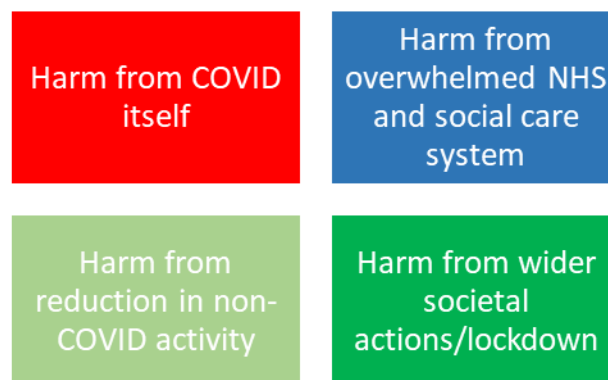 Harm from COVID
itself
Harm from
overwhelmed NHS
and social care
system
Harm from
reduction in non-
COVID activity
Harm from wider
societal
actions/lockdown